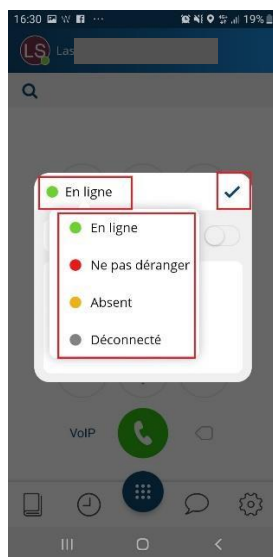 16:30 19%
LS Las
En ligne
En ligne
Ne pas déranger
Absent
Déconnecté
VoIP